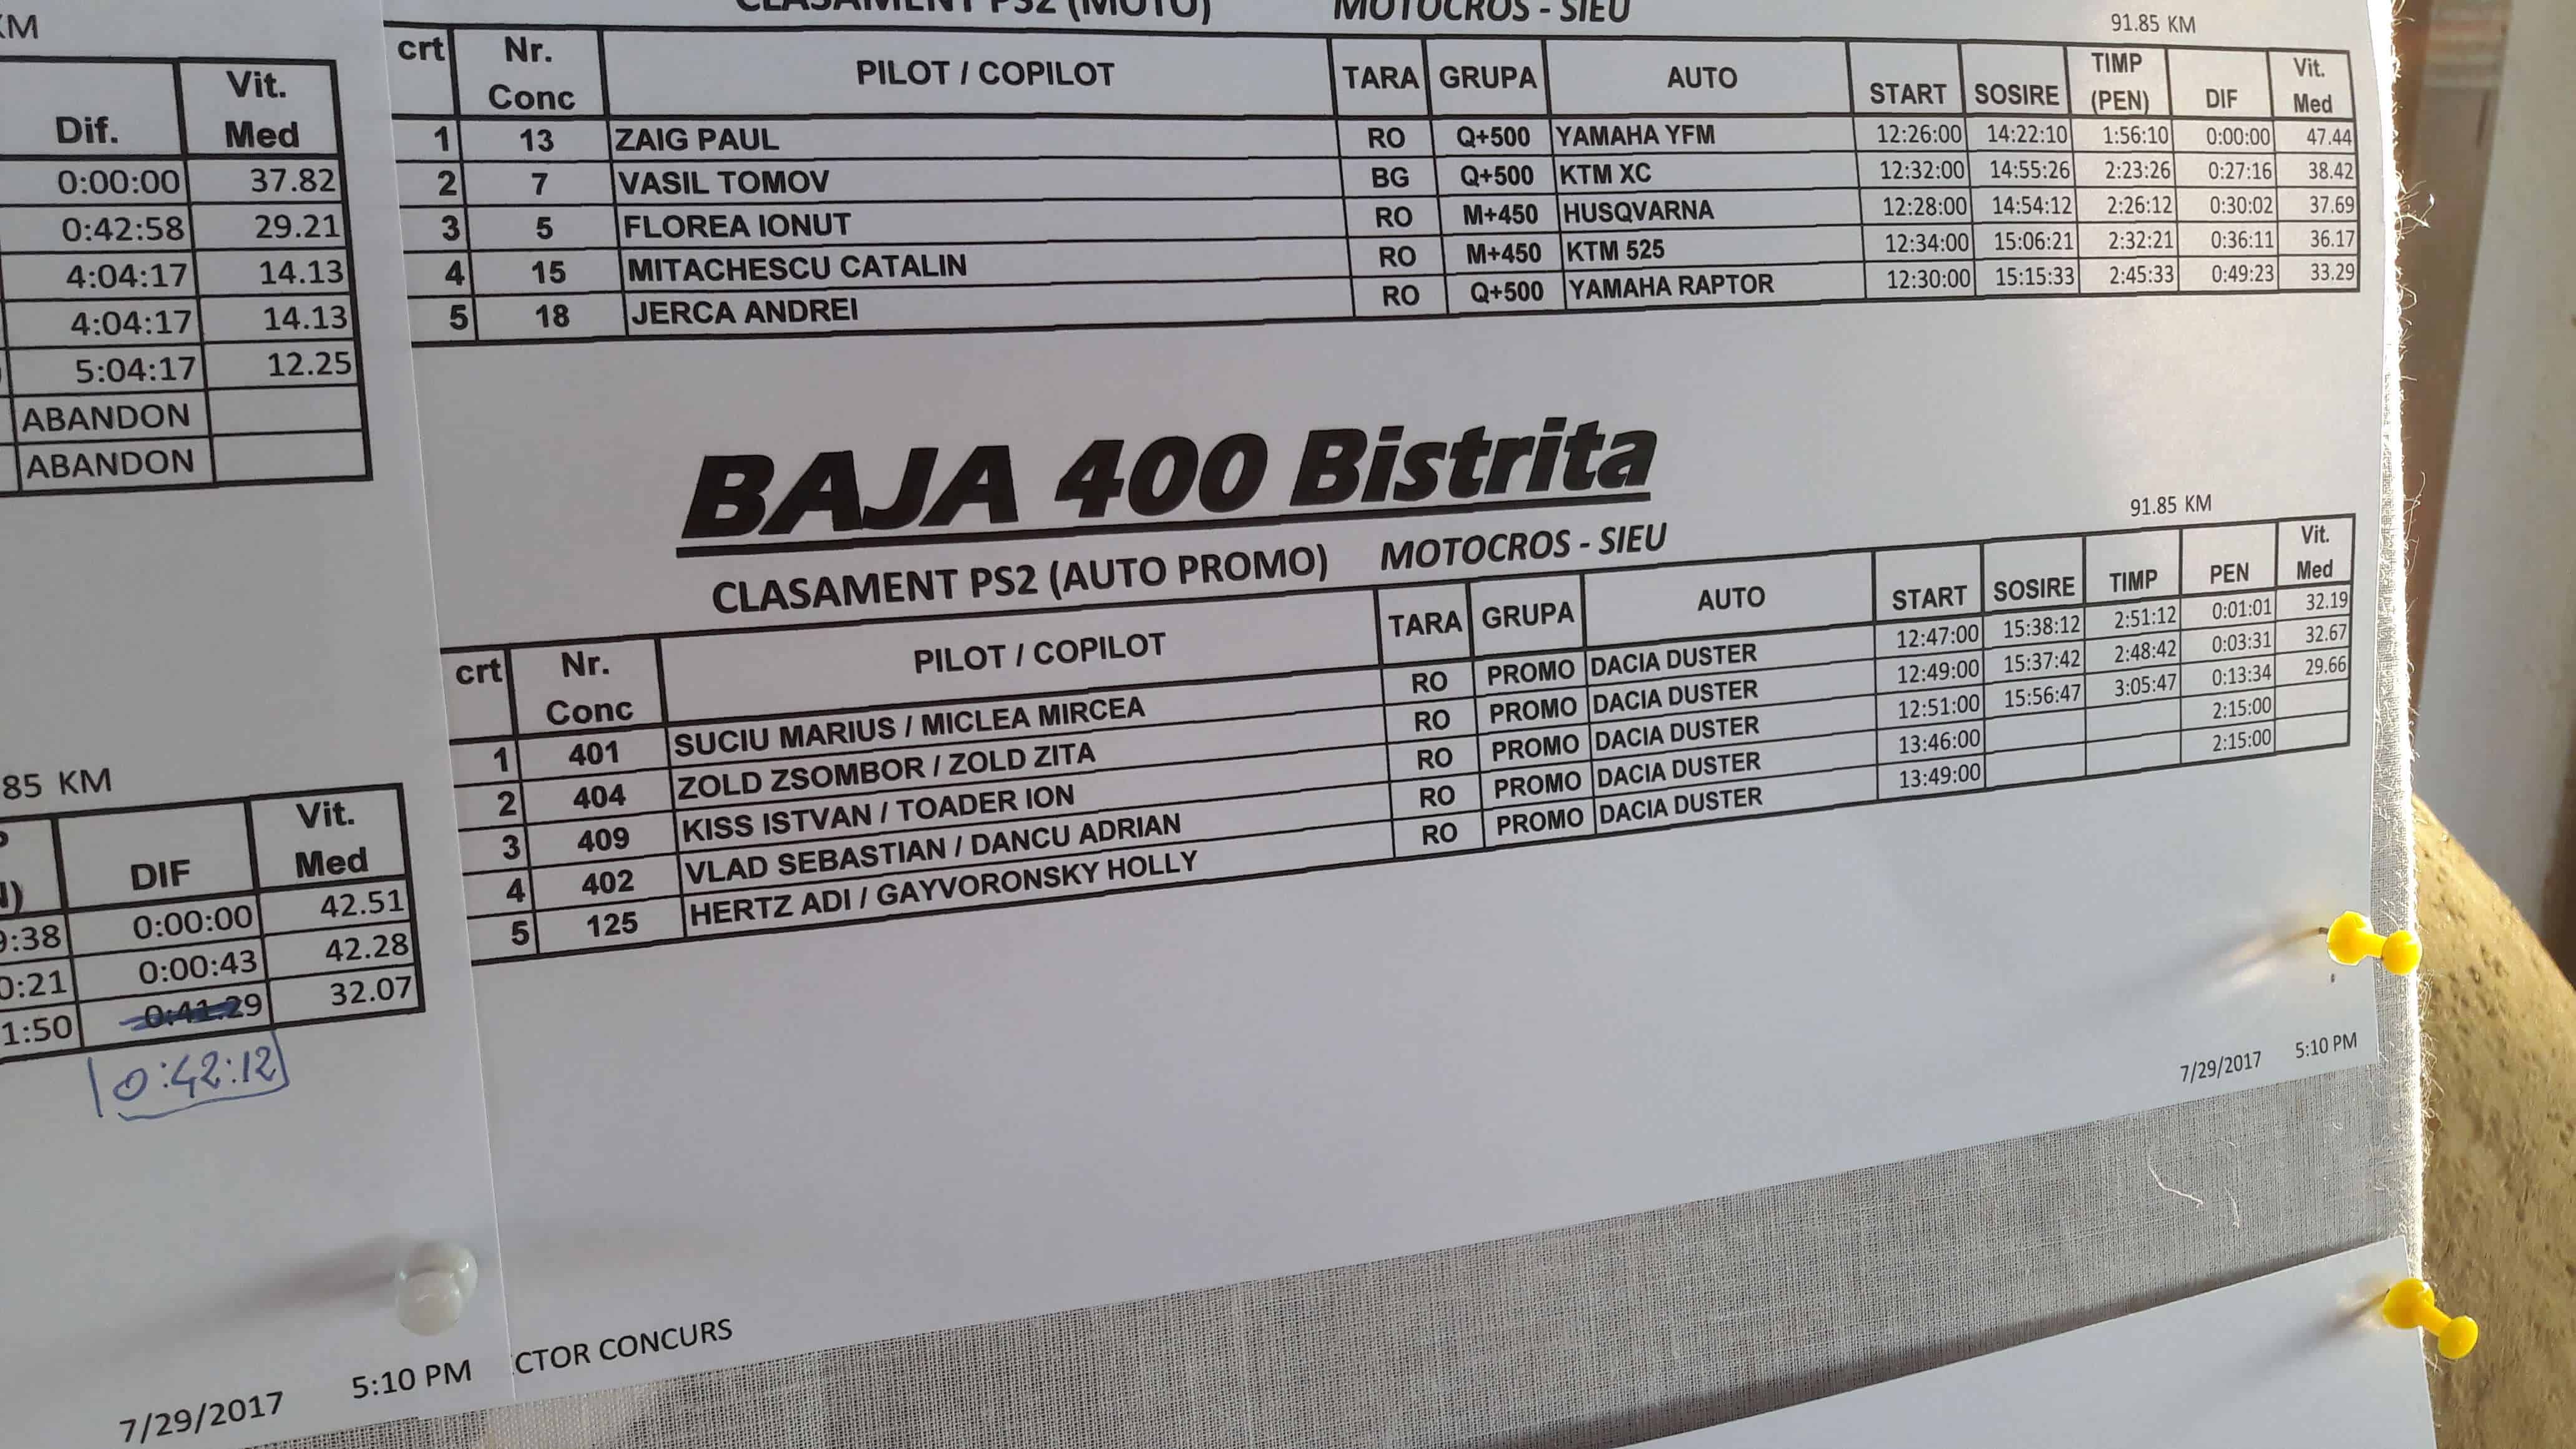 KM
Dif. Vit. Med
0:00:00 37.82
0:42:58 29.21
4:04:17 14.13
4:04:17 14.13
5:04:17 12.25
ABANDON
ABANDON
85 KM
DIF Vit. Med
9:38 0:00:00 42.51
0:21 0:00:43 42.28
1:50 0:41:29 32.07
0:42:12
7/29/2017 5:10 PM
CLASAMENT PS2 (MOTO) MOTOCROS - SIEU
91.85 KM
crt Nr. Conc PILOT / COPILOT TARA GRUPA AUTO START SOSIRE TIMP (PEN) DIF Vit. Med
1 13 ZAIG PAUL RO Q+500 YAMAHA YFM 12:26:00 14:22:10 1:56:10 0:00:00 47.44
2 7 VASIL TOMOV BG Q+500 KTM XC 12:32:00 14:55:26 2:23:26 0:27:16 38.42
3 5 FLOREA IONUT RO M+450 HUSQVARNA 12:28:00 14:54:12 2:26:12 0:30:02 37.69
4 15 MITACHESCU CATALIN RO M+450 KTM 525 12:34:00 15:06:21 2:32:21 0:36:11 36.17
5 18 JERCA ANDREI RO Q+500 YAMAHA RAPTOR 12:30:00 15:15:33 2:45:33 0:49:23 33.29
BAJA 400 Bistrita
CLASAMENT PS2 (AUTO PROMO) MOTOCROS - SIEU
91.85 KM
crt Nr. Conc PILOT / COPILOT TARA GRUPA AUTO START SOSIRE TIMP PEN Vit. Med
1 401 SUCIU MARIUS / MICLEA MIRCEA RO PROMO DACIA DUSTER 12:47:00 15:38:12 2:51:12 0:01:01 32.19
2 404 ZOLD ZSOMBOR / ZOLD ZITA RO PROMO DACIA DUSTER 12:49:00 15:37:42 2:48:42 0:03:31 32.67
3 409 KISS ISTVAN / TOADER ION RO PROMO DACIA DUSTER 12:51:00 15:56:47 3:05:47 0:13:34 29.66
4 402 VLAD SEBASTIAN / DANCU ADRIAN RO PROMO DACIA DUSTER 13:46:00 2:15:00
5 125 HERTZ ADI / GAYVORONSKY HOLLY RO PROMO DACIA DUSTER 13:49:00 2:15:00
7/29/2017 5:10 PM
CTOR CONCURS